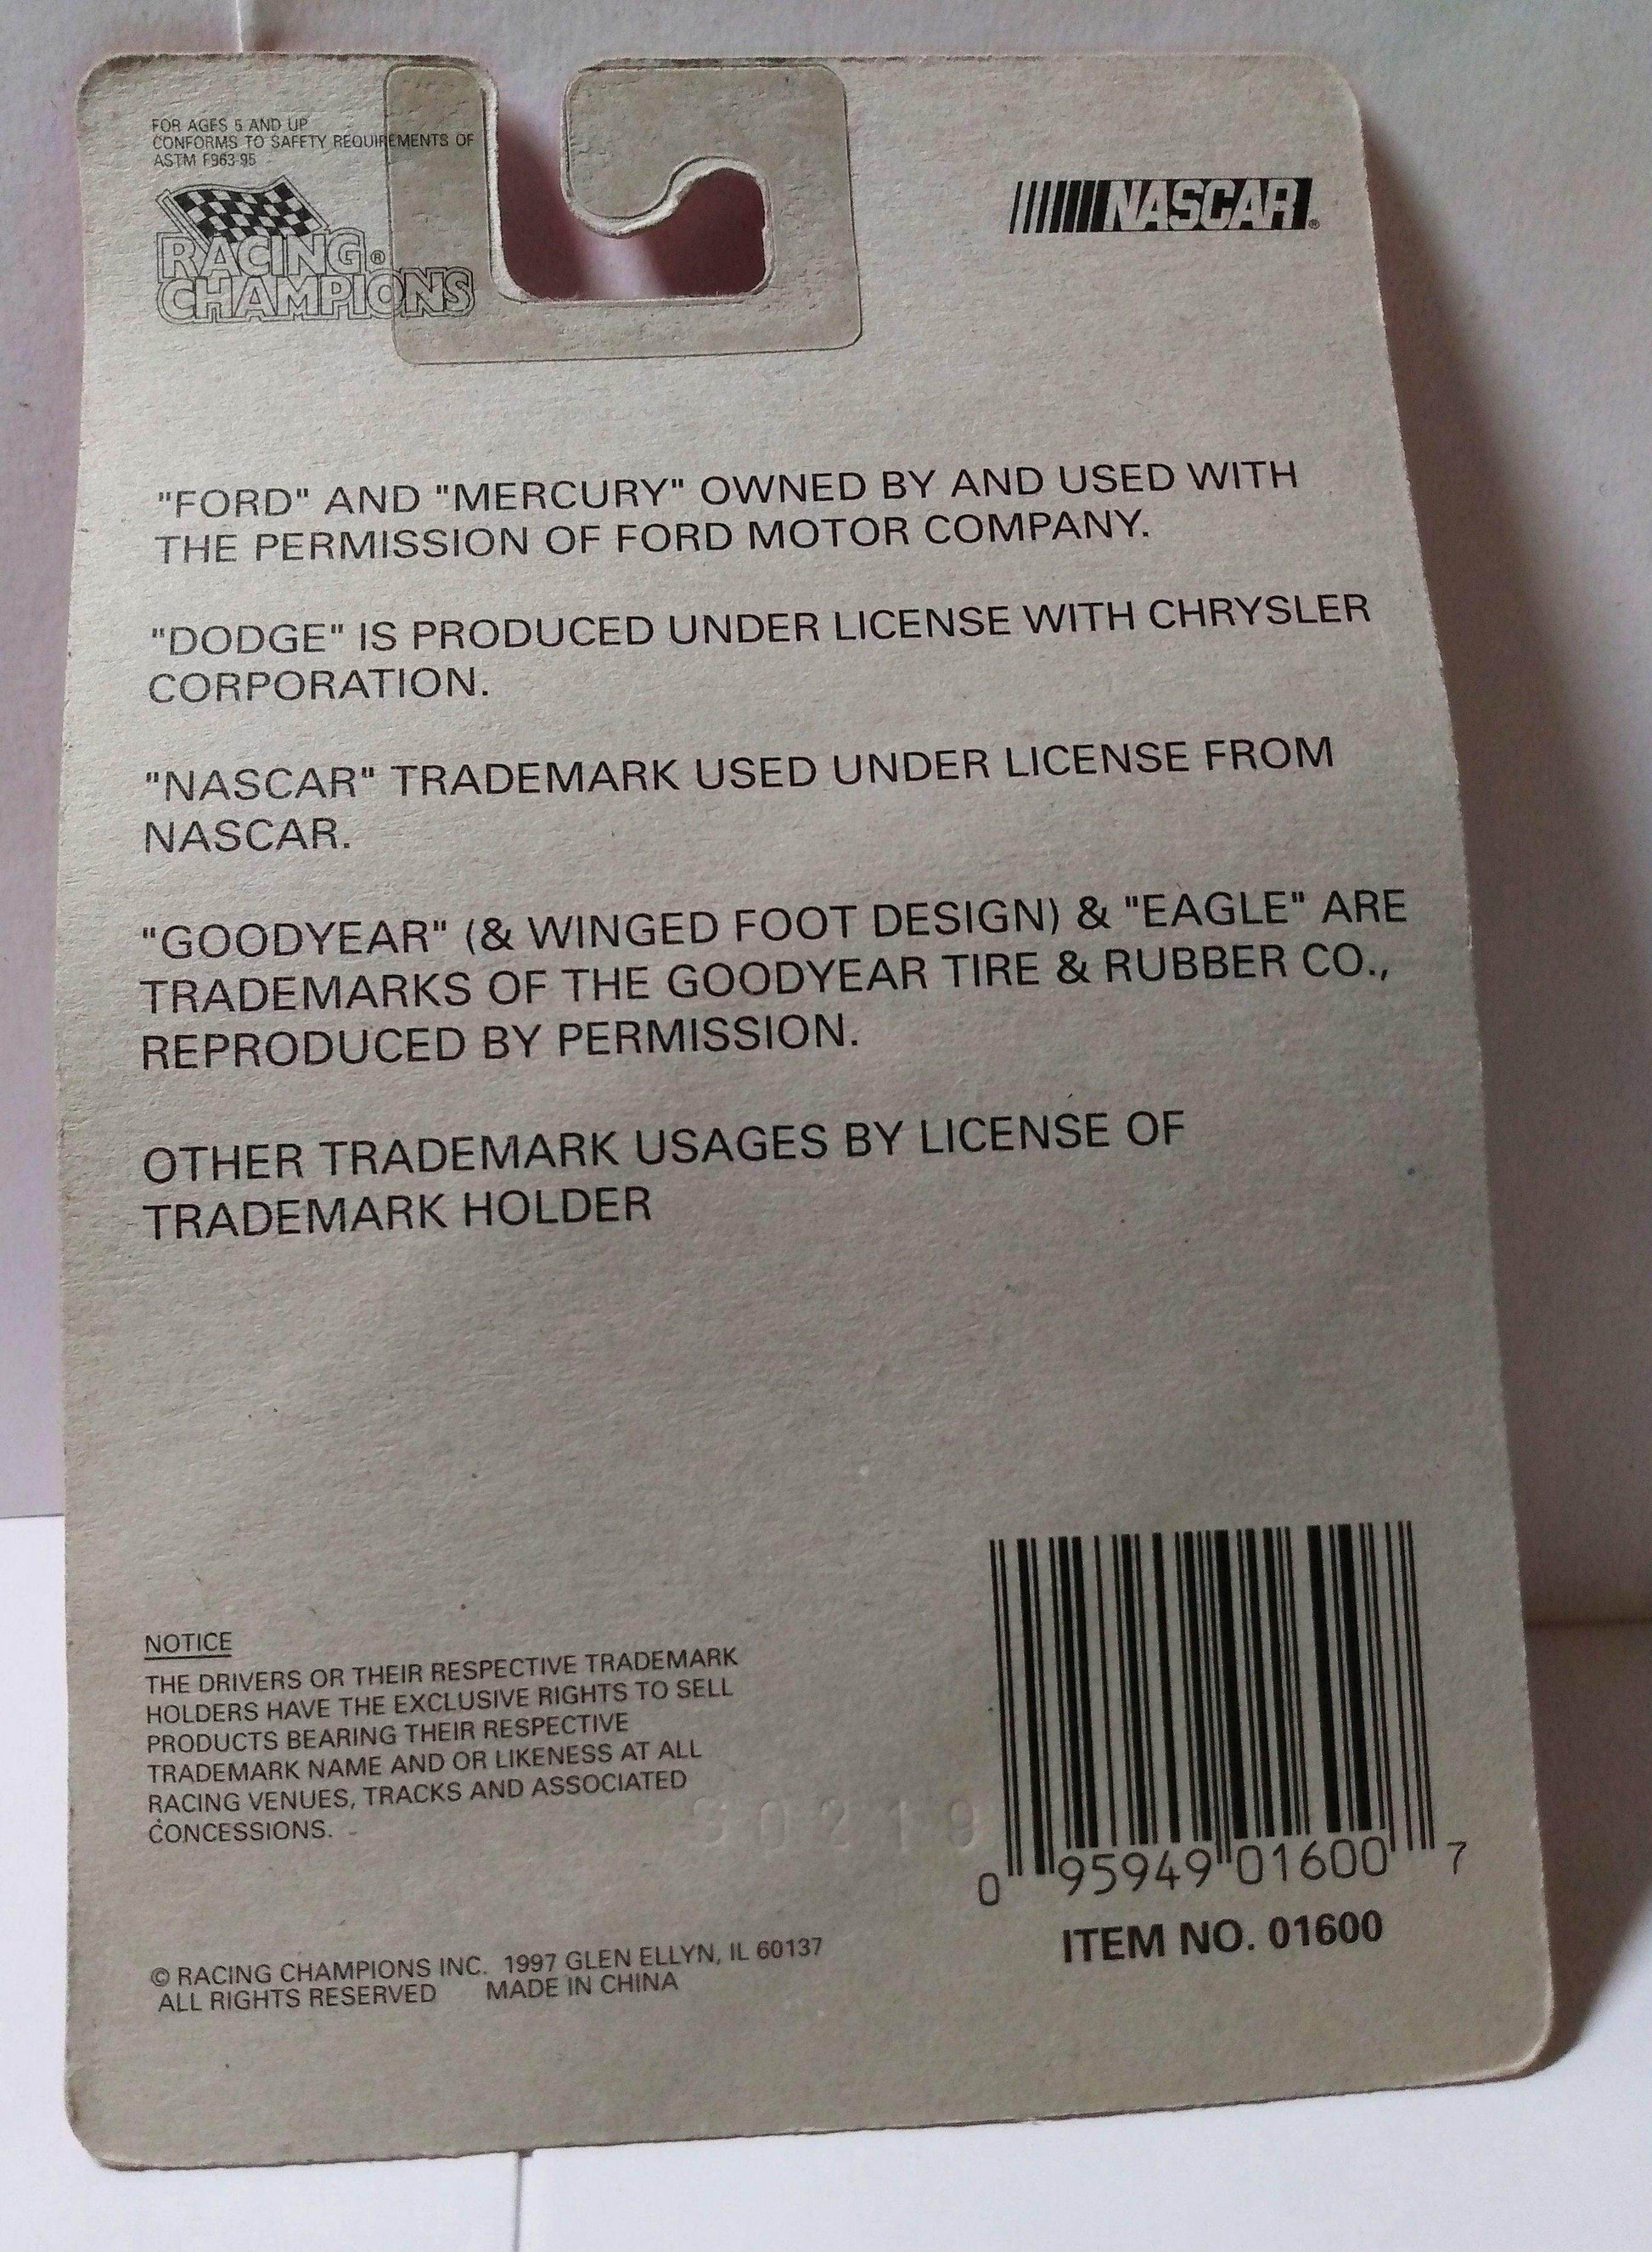 FOR AGES 5 AND UP
CONFORMS TO SAFETY REQUIREMENTS OF
ASTM F963-95
RACING®
CHAMPIONS
NASCAR®
"FORD" AND "MERCURY" OWNED BY AND USED WITH
THE PERMISSION OF FORD MOTOR COMPANY.
"DODGE" IS PRODUCED UNDER LICENSE WITH CHRYSLER
CORPORATION.
"NASCAR" TRADEMARK USED UNDER LICENSE FROM
NASCAR.
"GOODYEAR" (& WINGED FOOT DESIGN) & "EAGLE" ARE
TRADEMARKS OF THE GOODYEAR TIRE & RUBBER CO.,
REPRODUCED BY PERMISSION.
OTHER TRADEMARK USAGES BY LICENSE OF
TRADEMARK HOLDER
NOTICE
THE DRIVERS OR THEIR RESPECTIVE TRADEMARK
HOLDERS HAVE THE EXCLUSIVE RIGHTS TO SELL
PRODUCTS BEARING THEIR RESPECTIVE
TRADEMARK NAME AND OR LIKENESS AT ALL
RACING VENUES, TRACKS AND ASSOCIATED
CONCESSIONS.
0 95949 01600 7
ITEM NO. 01600
© RACING CHAMPIONS INC. 1997 GLEN ELLYN, IL 60137
ALL RIGHTS RESERVED MADE IN CHINA